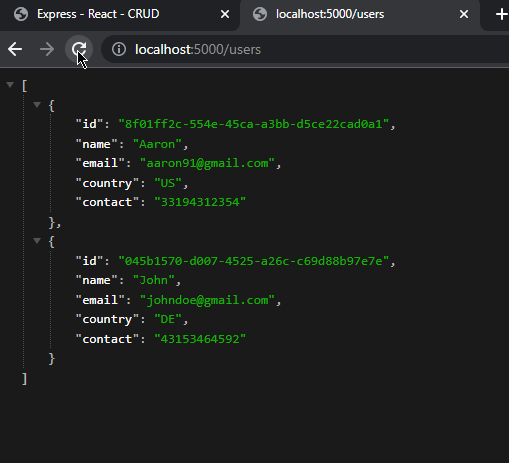 Express - React - CRUD
localhost:5000/users
localhost:5000/users
[
{
"id": "8f01ff2c-554e-45ca-a3bb-d5ce22cad0a1",
"name": "Aaron",
"email": "aaron91@gmail.com",
"country": "US",
"contact": "33194312354"
},
{
"id": "045b1570-d007-4525-a26c-c69d88b97e7e",
"name": "John",
"email": "johndoe@gmail.com",
"country": "DE",
"contact": "43153464592"
}
]